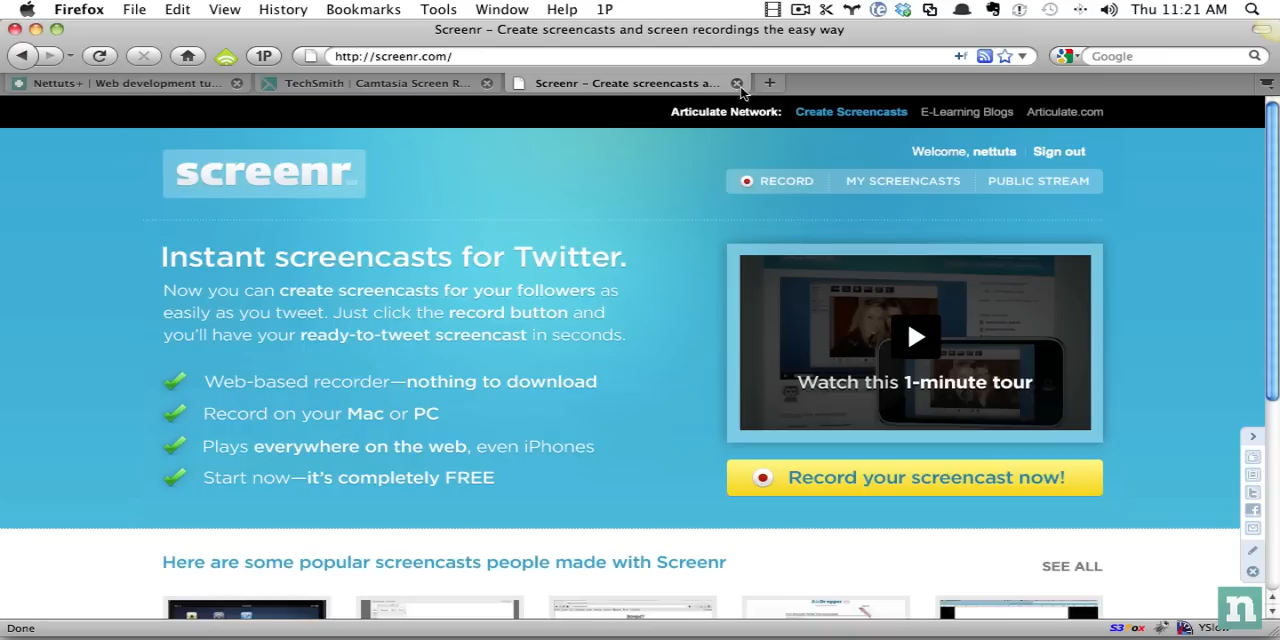 Firefox File Edit View History Bookmarks Tools Window Help 1P Thu 11:21 AM
Screenr – Create screencasts and screen recordings the easy way
1P http://screenr.com/ Google
Nettuts+ | Web development tu... TechSmith | Camtasia Screen R... Screenr – Create screencasts a...
Articulate Network: Create Screencasts E-Learning Blogs Articulate.com
Welcome, nettuts Sign out
screenr
RECORD MY SCREENCASTS PUBLIC STREAM
Instant screencasts for Twitter.
Now you can create screencasts for your followers as
easily as you tweet. Just click the record button and
you'll have your ready-to-tweet screencast in seconds.
Web-based recorder—nothing to download
Record on your Mac or PC
Plays everywhere on the web, even iPhones
Start now—it's completely FREE
Watch this 1-minute tour
Record your screencast now!
Here are some popular screencasts people made with Screenr
SEE ALL
n
Done S3Fox